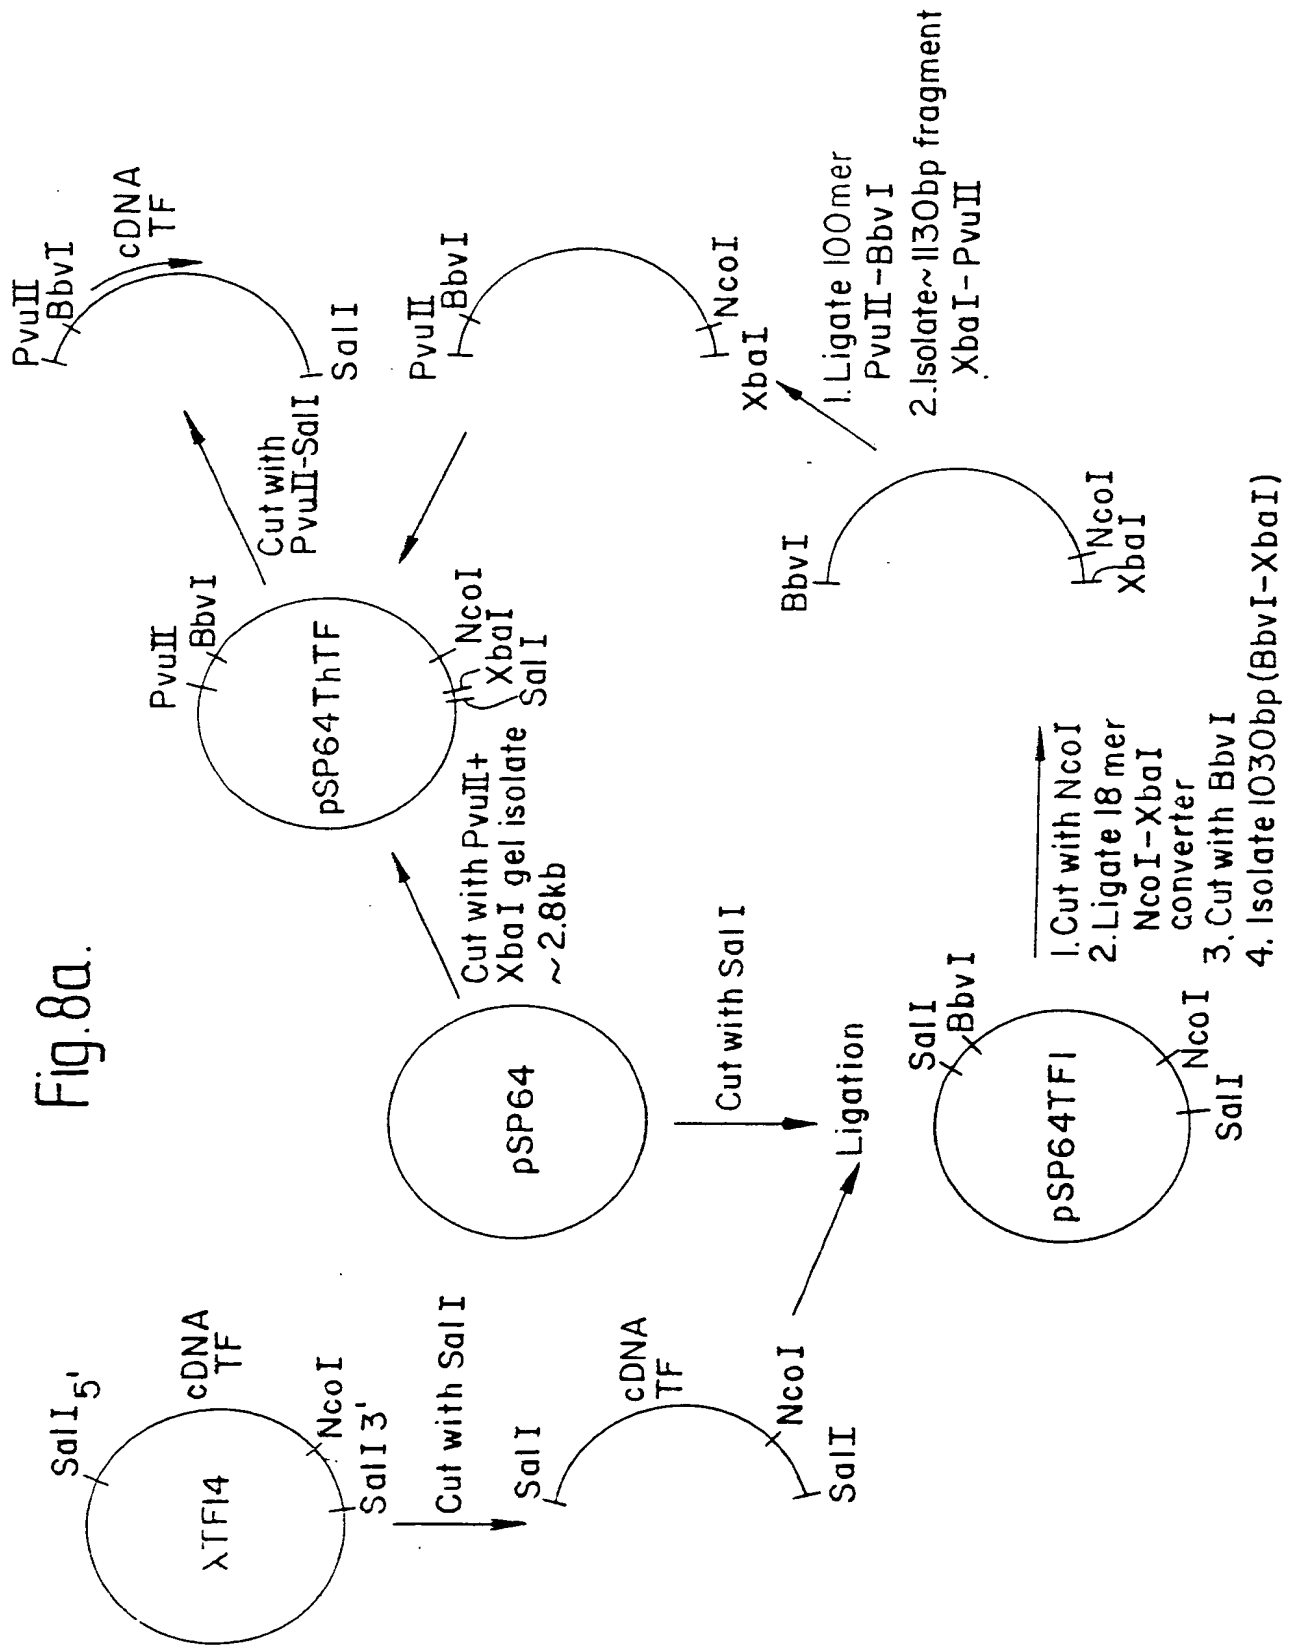 Fig.8a.
SalI 5'
cDNA
TF
λTF14
NcoI
SalI 3'
Cut with SalI
SalI
cDNA
TF
NcoI
SalI
pSP64
Cut with SalI
Ligation
SalI
BbvI
pSP64TF1
NcoI
SalI
1.Cut with NcoI
2.Ligate 18mer
NcoI-XbaI
converter
3. Cut with BbvI
4. Isolate 1030bp(BbvI-XbaI)
BbvI
NcoI
XbaI
1.Ligate 100mer
PvuII-BbvI
2.Isolate~1130bp fragment
XbaI-PvuII
PvuII
BbvI
NcoI
XbaI
Cut with PvuII+
XbaI gel isolate
~2.8kb
PvuII
BbvI
pSP64ThTF
NcoI
XbaI
SalI
Cut with
PvuII-SalI
PvuII
BbvI
cDNA
TF
SalI